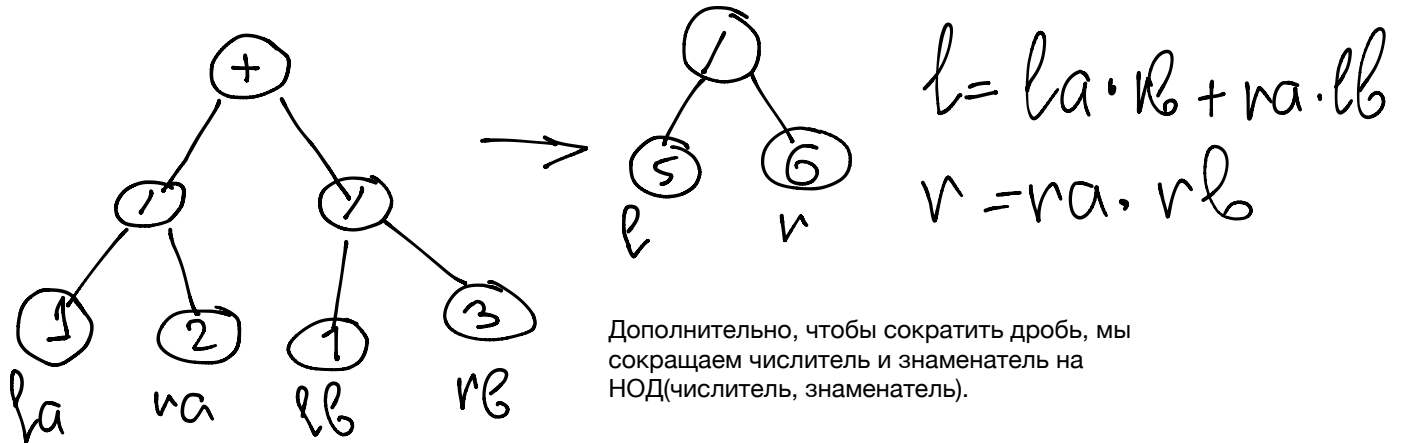 +
/
l = la · rb + ra · lb
/ /
5 6
l r
r = ra · rb
1 2 1 3
la ra lb rb
Дополнительно, чтобы сократить дробь, мы
сокращаем числитель и знаменатель на
НОД(числитель, знаменатель).